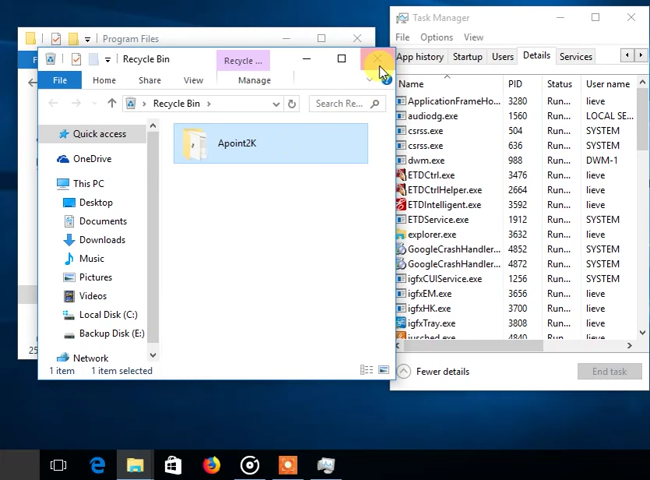 Program Files
Recycle Bin
Recycle ...
File
Home
Share
View
Manage
Recycle Bin
Search Re...
Quick access
OneDrive
This PC
Desktop
Documents
Downloads
Music
Pictures
Videos
Local Disk (C:)
Backup Disk (E:)
Network
Apoint2K
1 item
1 item selected
25
Task Manager
File Options View
App history Startup Users Details Services
Name PID Status User name
ApplicationFrameHo... 3280 Run... lieve
audiodg.exe 1560 Run... LOCAL SE...
csrss.exe 504 Run... SYSTEM
csrss.exe 636 Run... SYSTEM
dwm.exe 988 Run... DWM-1
ETDCtrl.exe 3476 Run... lieve
ETDCtrlHelper.exe 2664 Run... lieve
ETDIntelligent.exe 3592 Run... lieve
ETDService.exe 1912 Run... SYSTEM
explorer.exe 3632 Run... lieve
GoogleCrashHandler... 4852 Run... SYSTEM
GoogleCrashHandler... 4872 Run... SYSTEM
igfxCUIService.exe 1256 Run... SYSTEM
igfxEM.exe 3656 Run... lieve
igfxHK.exe 3700 Run... lieve
igfxTray.exe 3808 Run... lieve
jusched.exe 4840 Run... lieve
Fewer details
End task